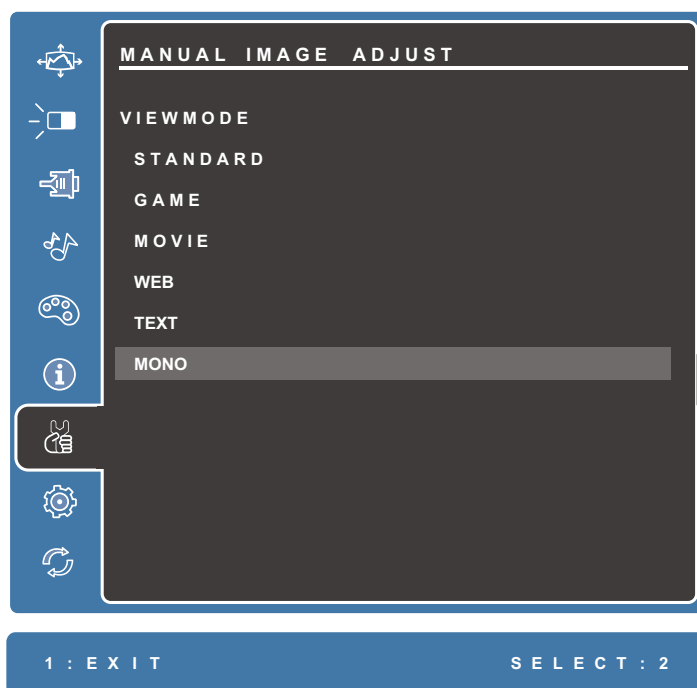 MANUAL IMAGE ADJUST
VIEWMODE
STANDARD
GAME
MOVIE
WEB
TEXT
MONO
1 : EXIT SELECT : 2